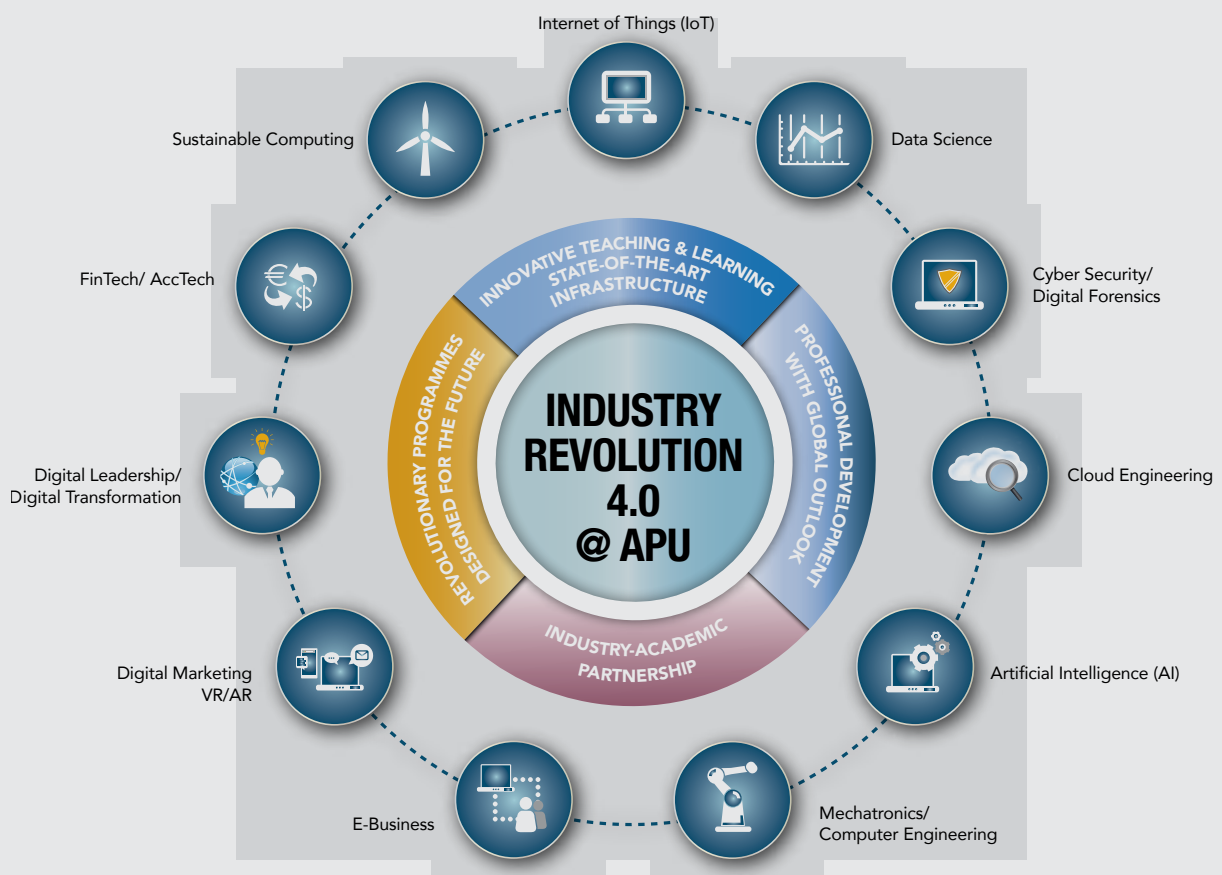 Internet of Things (IoT)
Sustainable Computing
Data Science
FinTech/ AccTech
Cyber Security/
Digital Forensics
INNOVATIVE TEACHING & LEARNING
STATE-OF-THE-ART
INFRASTRUCTURE
REVOLUTIONARY PROGRAMMES
DESIGNED FOR THE FUTURE
PROFESSIONAL DEVELOPMENT
WITH GLOBAL OUTLOOK
INDUSTRY
REVOLUTION
4.0
@ APU
INDUSTRY-ACADEMIC
PARTNERSHIP
Digital Leadership/
Digital Transformation
Cloud Engineering
Digital Marketing
VR/AR
Artificial Intelligence (AI)
E-Business
Mechatronics/
Computer Engineering
€
$